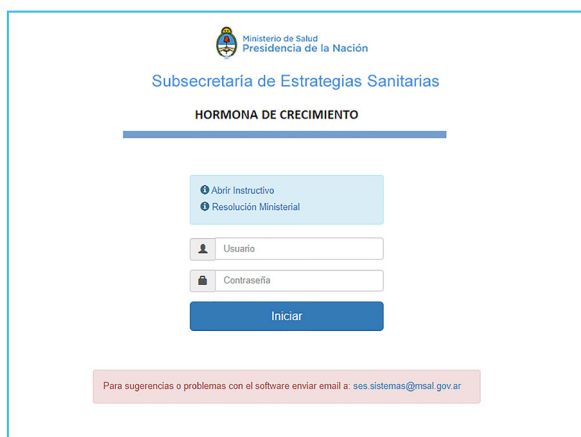 Ministerio de Salud
Presidencia de la Nación
Subsecretaría de Estrategias Sanitarias
HORMONA DE CRECIMIENTO
Abrir Instructivo
Resolución Ministerial
Usuario
Contraseña
Iniciar
Para sugerencias o problemas con el software enviar email a: ses.sistemas@msal.gov.ar